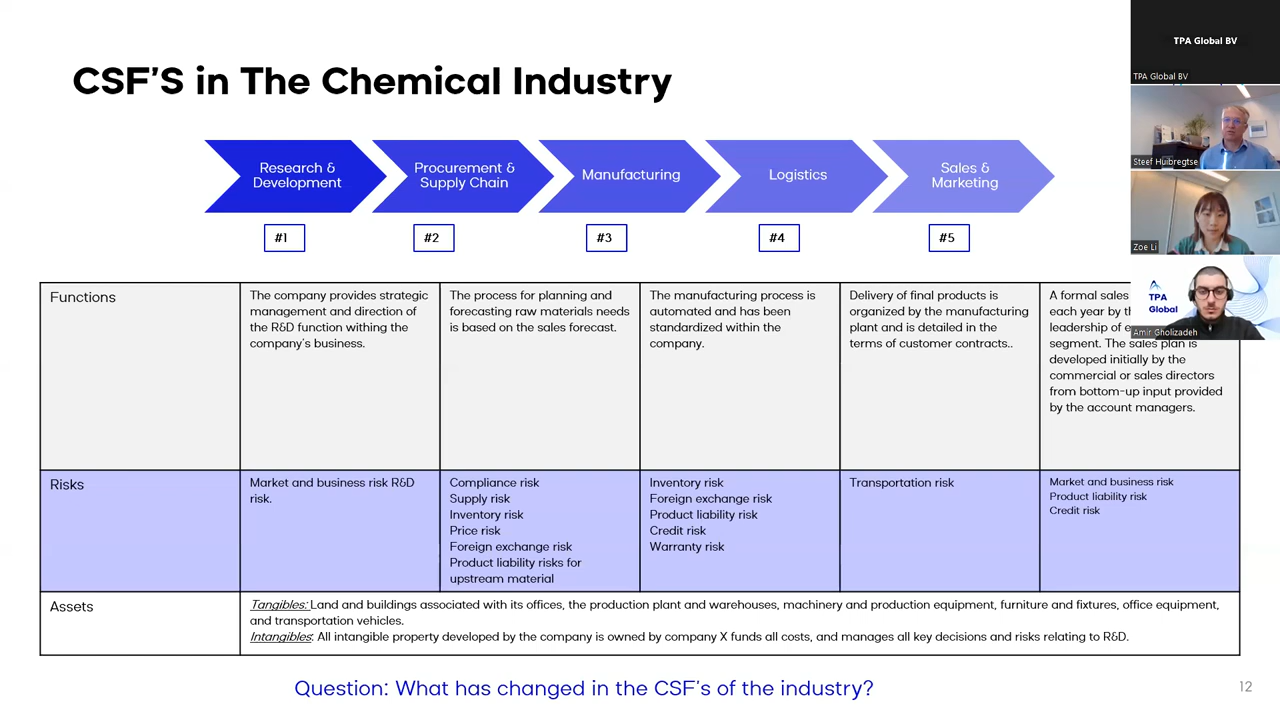 CSF'S in The Chemical Industry
Research &
Development
Procurement &
Supply Chain
Manufacturing
Logistics
Sales &
Marketing
#1
#2
#3
#4
#5
Functions
The company provides strategic
management and direction of
the R&D function withing the
company's business.
The process for planning and
forecasting raw materials needs
is based on the sales forecast.
The manufacturing process is
automated and has been
standardized within the
company.
Delivery of final products is
organized by the manufacturing
plant and is detailed in the
terms of customer contracts..
A formal sales
each year by th
leadership of e
segment. The sales plan is
developed initially by the
commercial or sales directors
from bottom-up input provided
by the account managers.
Risks
Market and business risk R&D
risk.
Compliance risk
Supply risk
Inventory risk
Price risk
Foreign exchange risk
Product liability risks for
upstream material
Inventory risk
Foreign exchange risk
Product liability risk
Credit risk
Warranty risk
Transportation risk
Market and business risk
Product liability risk
Credit risk
Assets
Tangibles: Land and buildings associated with its offices, the production plant and warehouses, machinery and production equipment, furniture and fixtures, office equipment,
and transportation vehicles.
Intangibles: All intangible property developed by the company is owned by company X funds all costs, and manages all key decisions and risks relating to R&D.
Question: What has changed in the CSF's of the industry?
12
TPA Global BV
TPA Global BV
Steef Huibregtse
Zoe Li
TPA
Global
Amir Gholizadeh